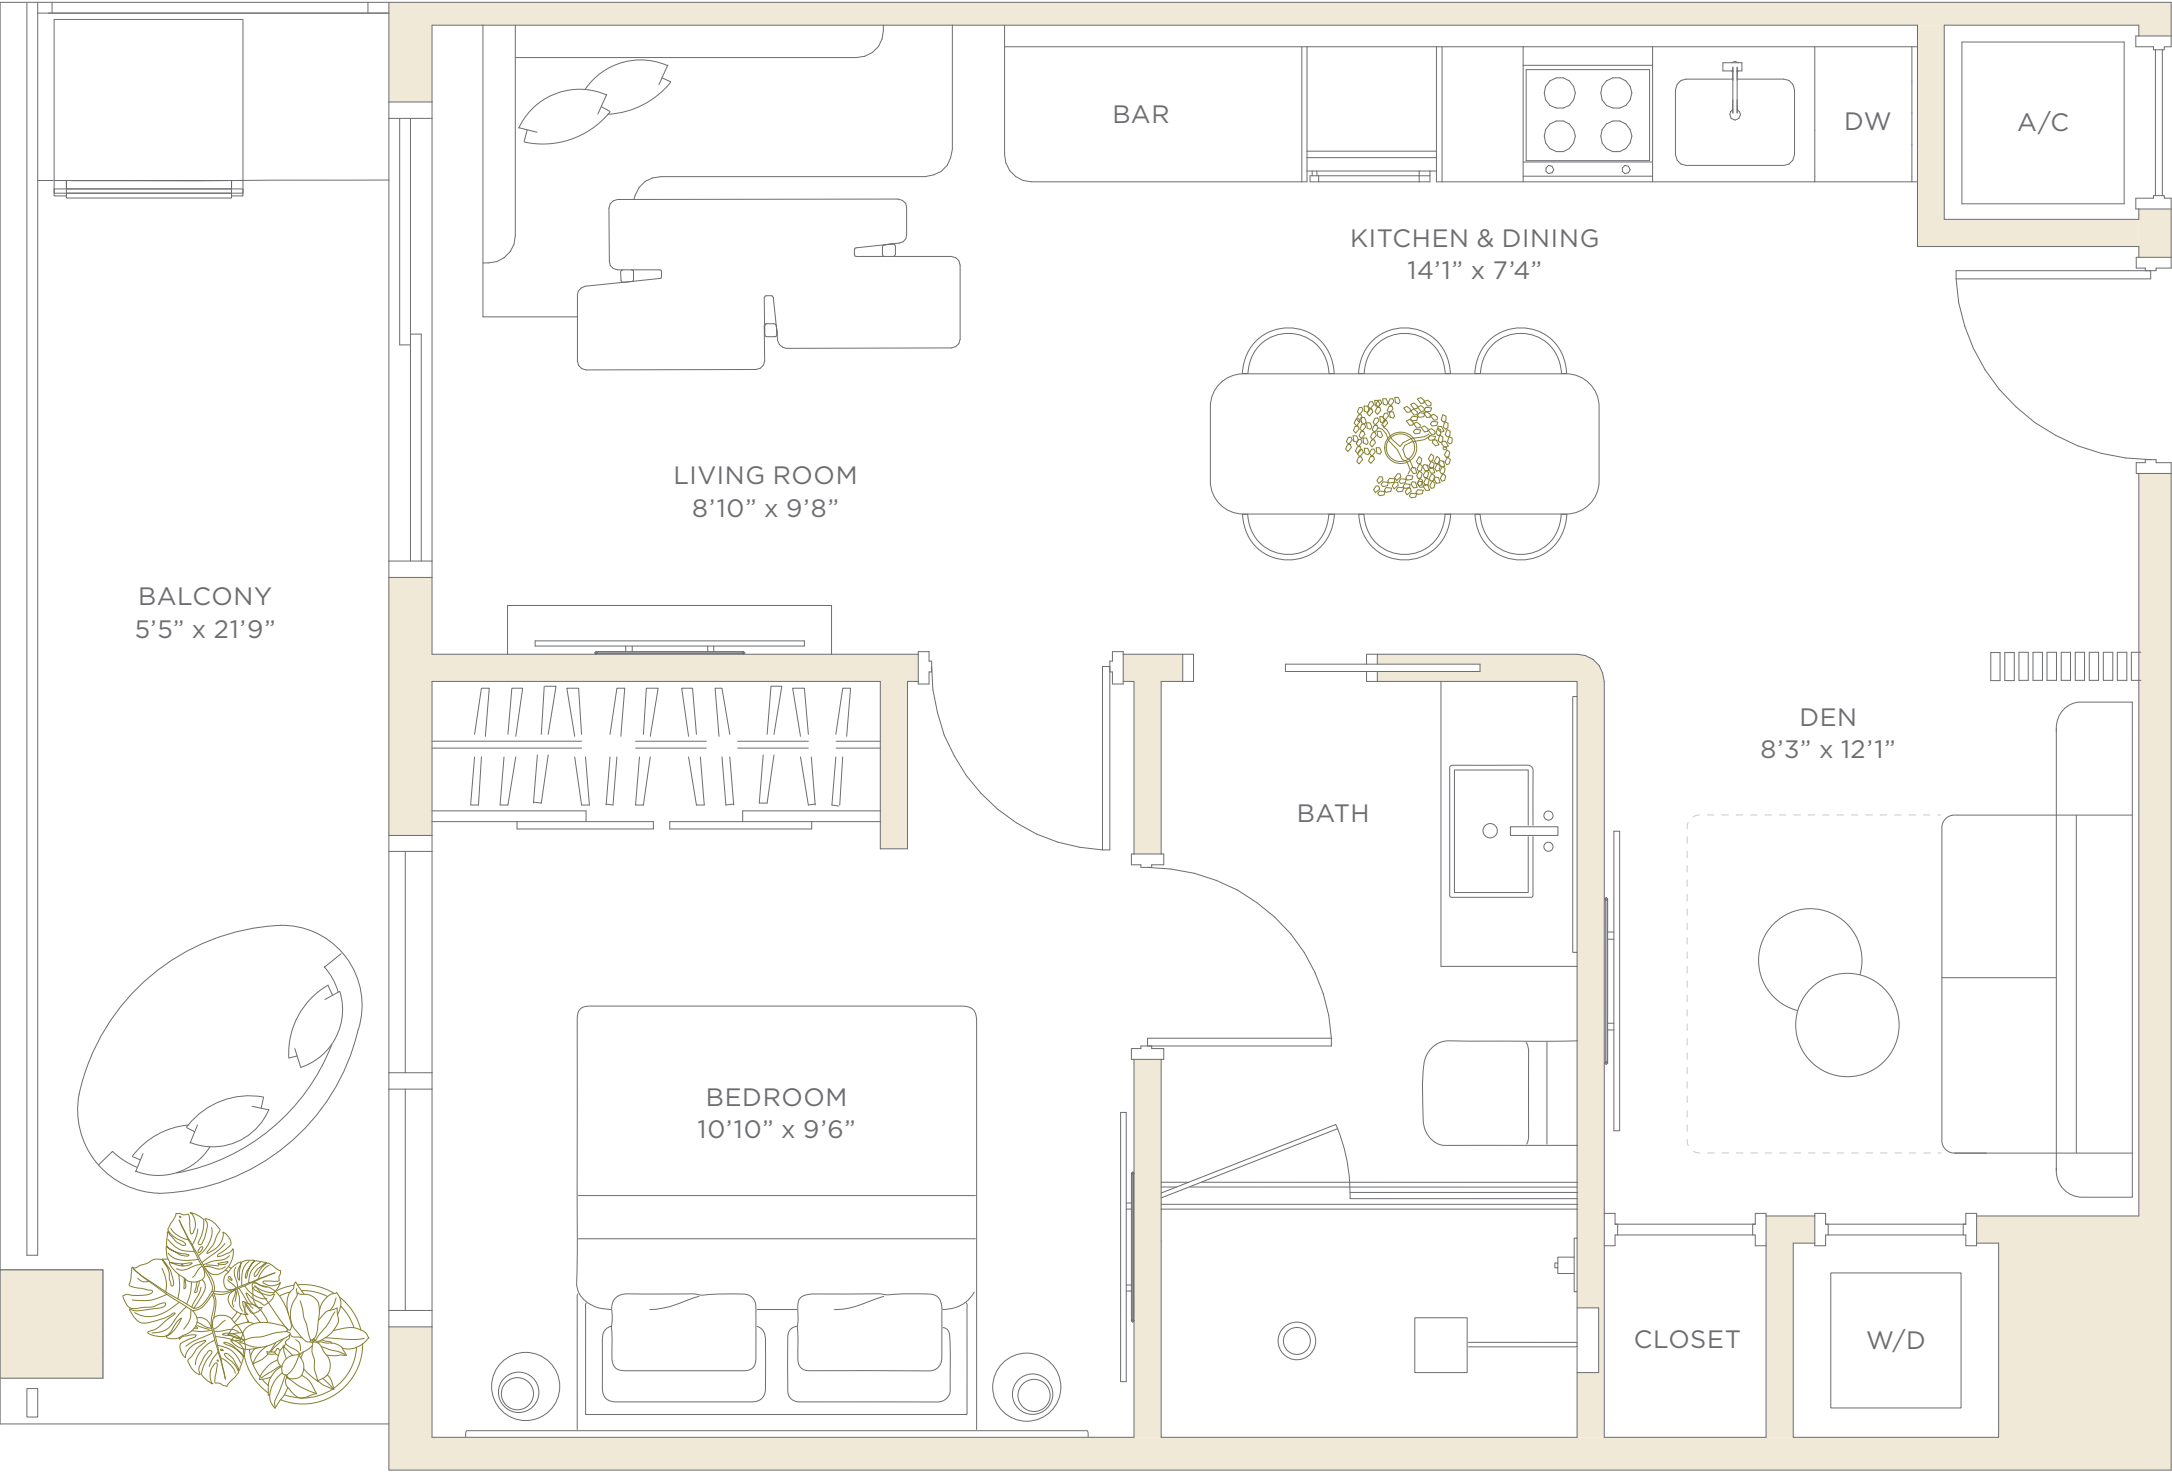 BAR
DW
A/C
KITCHEN & DINING
14’1” x 7’4”
LIVING ROOM
8’10” x 9’8”
BALCONY
5’5” x 21’9”
DEN
8’3” x 12’1”
BATH
BEDROOM
10’10” x 9’6”
CLOSET
W/D